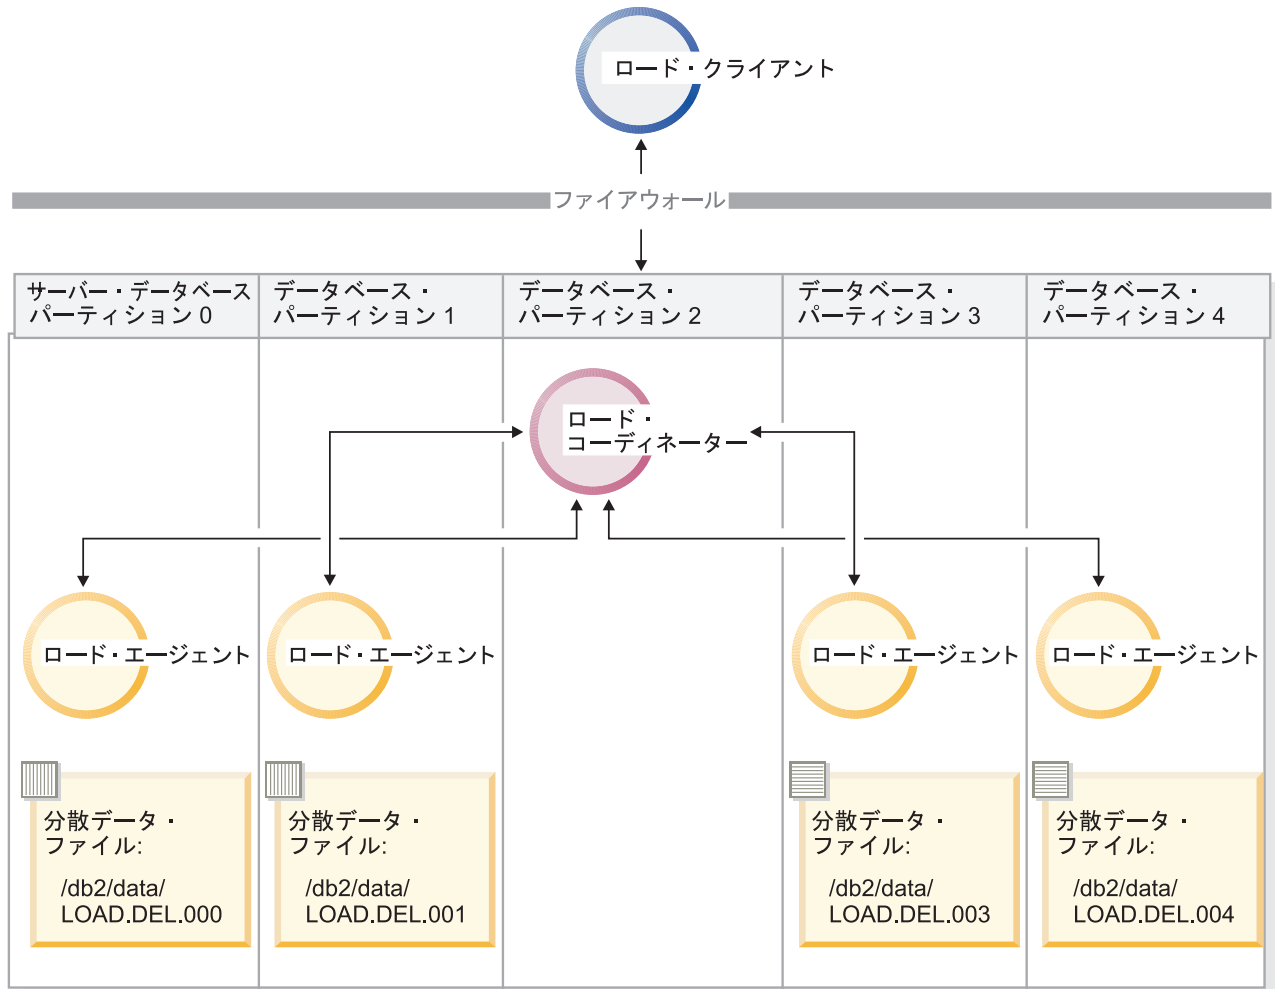 ロード・クライアント
ファイアウォール
サーバー・データベース
パーティション 0
データベース・
パーティション 1
データベース・
パーティション 2
データベース・
パーティション 3
データベース・
パーティション 4
ロード・
コーディネーター
ロード・エージェント
ロード・エージェント
ロード・エージェント
ロード・エージェント
分散データ・
ファイル:
/db2/data/
LOAD.DEL.000
分散データ・
ファイル:
/db2/data/
LOAD.DEL.001
分散データ・
ファイル:
/db2/data/
LOAD.DEL.003
分散データ・
ファイル:
/db2/data/
LOAD.DEL.004